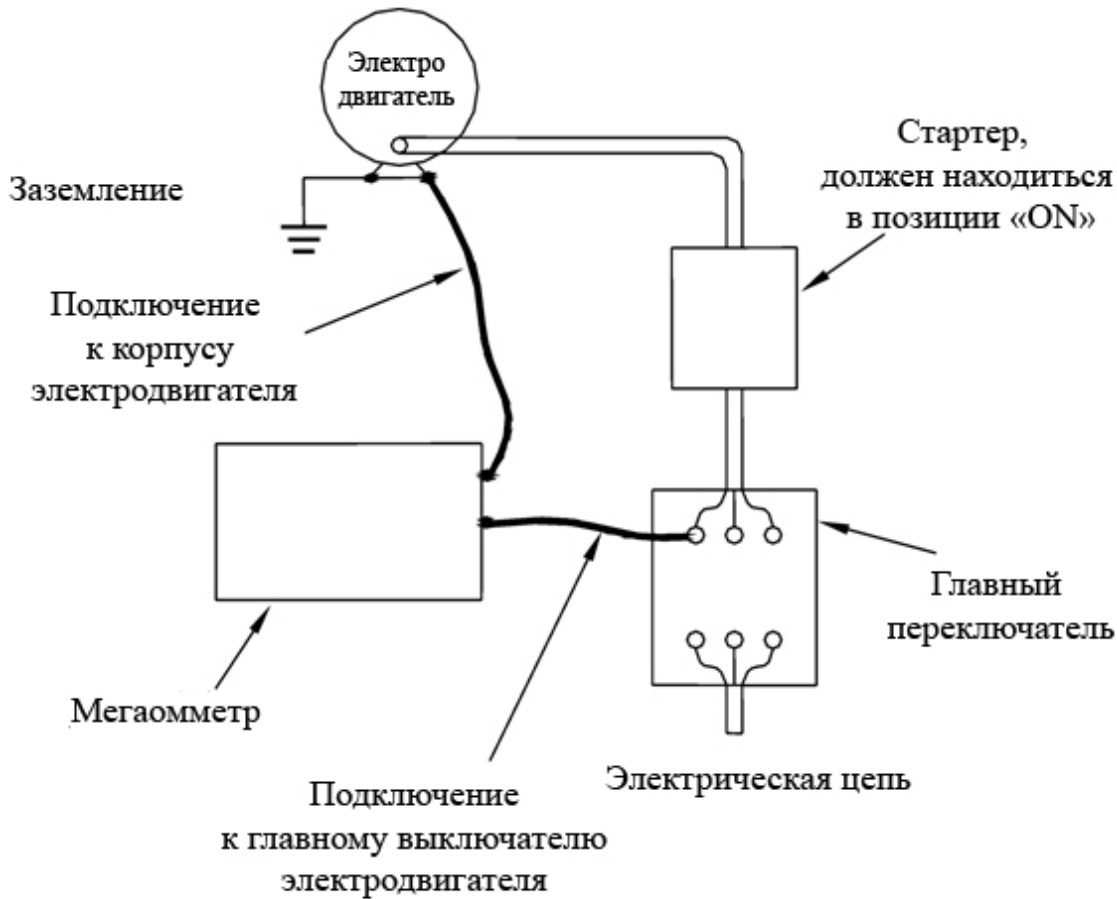 Электро
двигатель
Стартер,
должен находиться
в позиции «ON»
Заземление
Подключение
к корпусу
электродвигателя
Главный
переключатель
Мегаомметр
Электрическая цепь
Подключение
к главному выключателю
электродвигателя